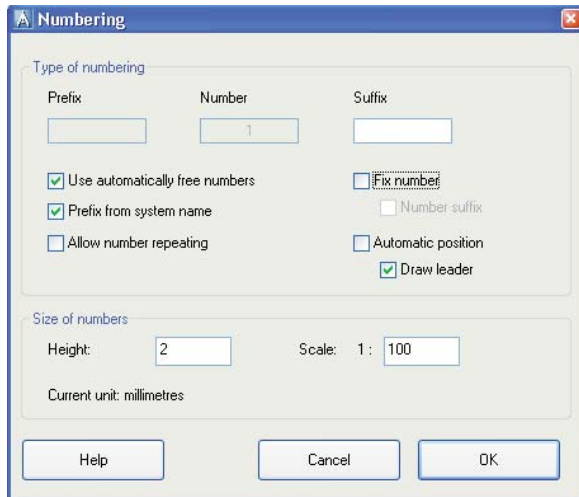 Numbering
Type of numbering
Prefix Number Suffix
1
Use automatically free numbers Fix number
Prefix from system name Number suffix
Allow number repeating Automatic position
Draw leader
Size of numbers
Height: 2 Scale: 1 : 100
Current unit: millimetres
Help Cancel OK